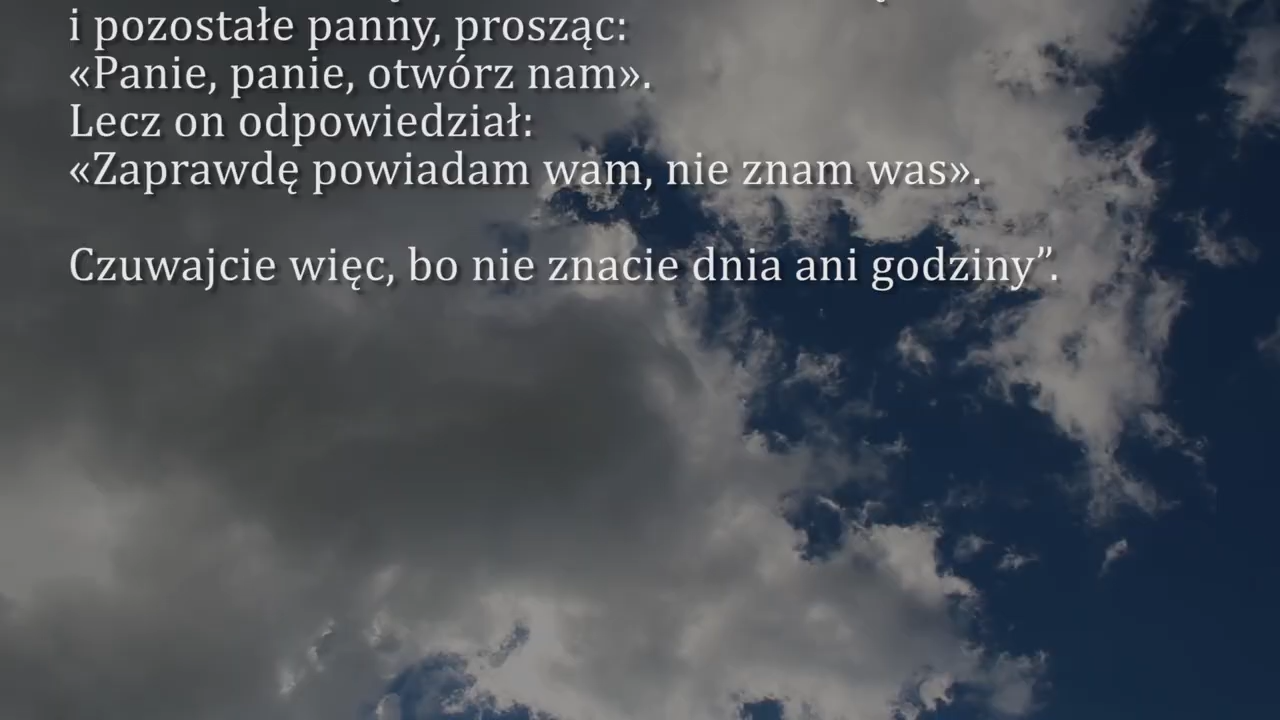 i pozostałe panny, prosząc:
«Panie, panie, otwórz nam».
Lecz on odpowiedział:
«Zaprawdę powiadam wam, nie znam was».
Czuwajcie więc, bo nie znacie dnia ani godziny”.